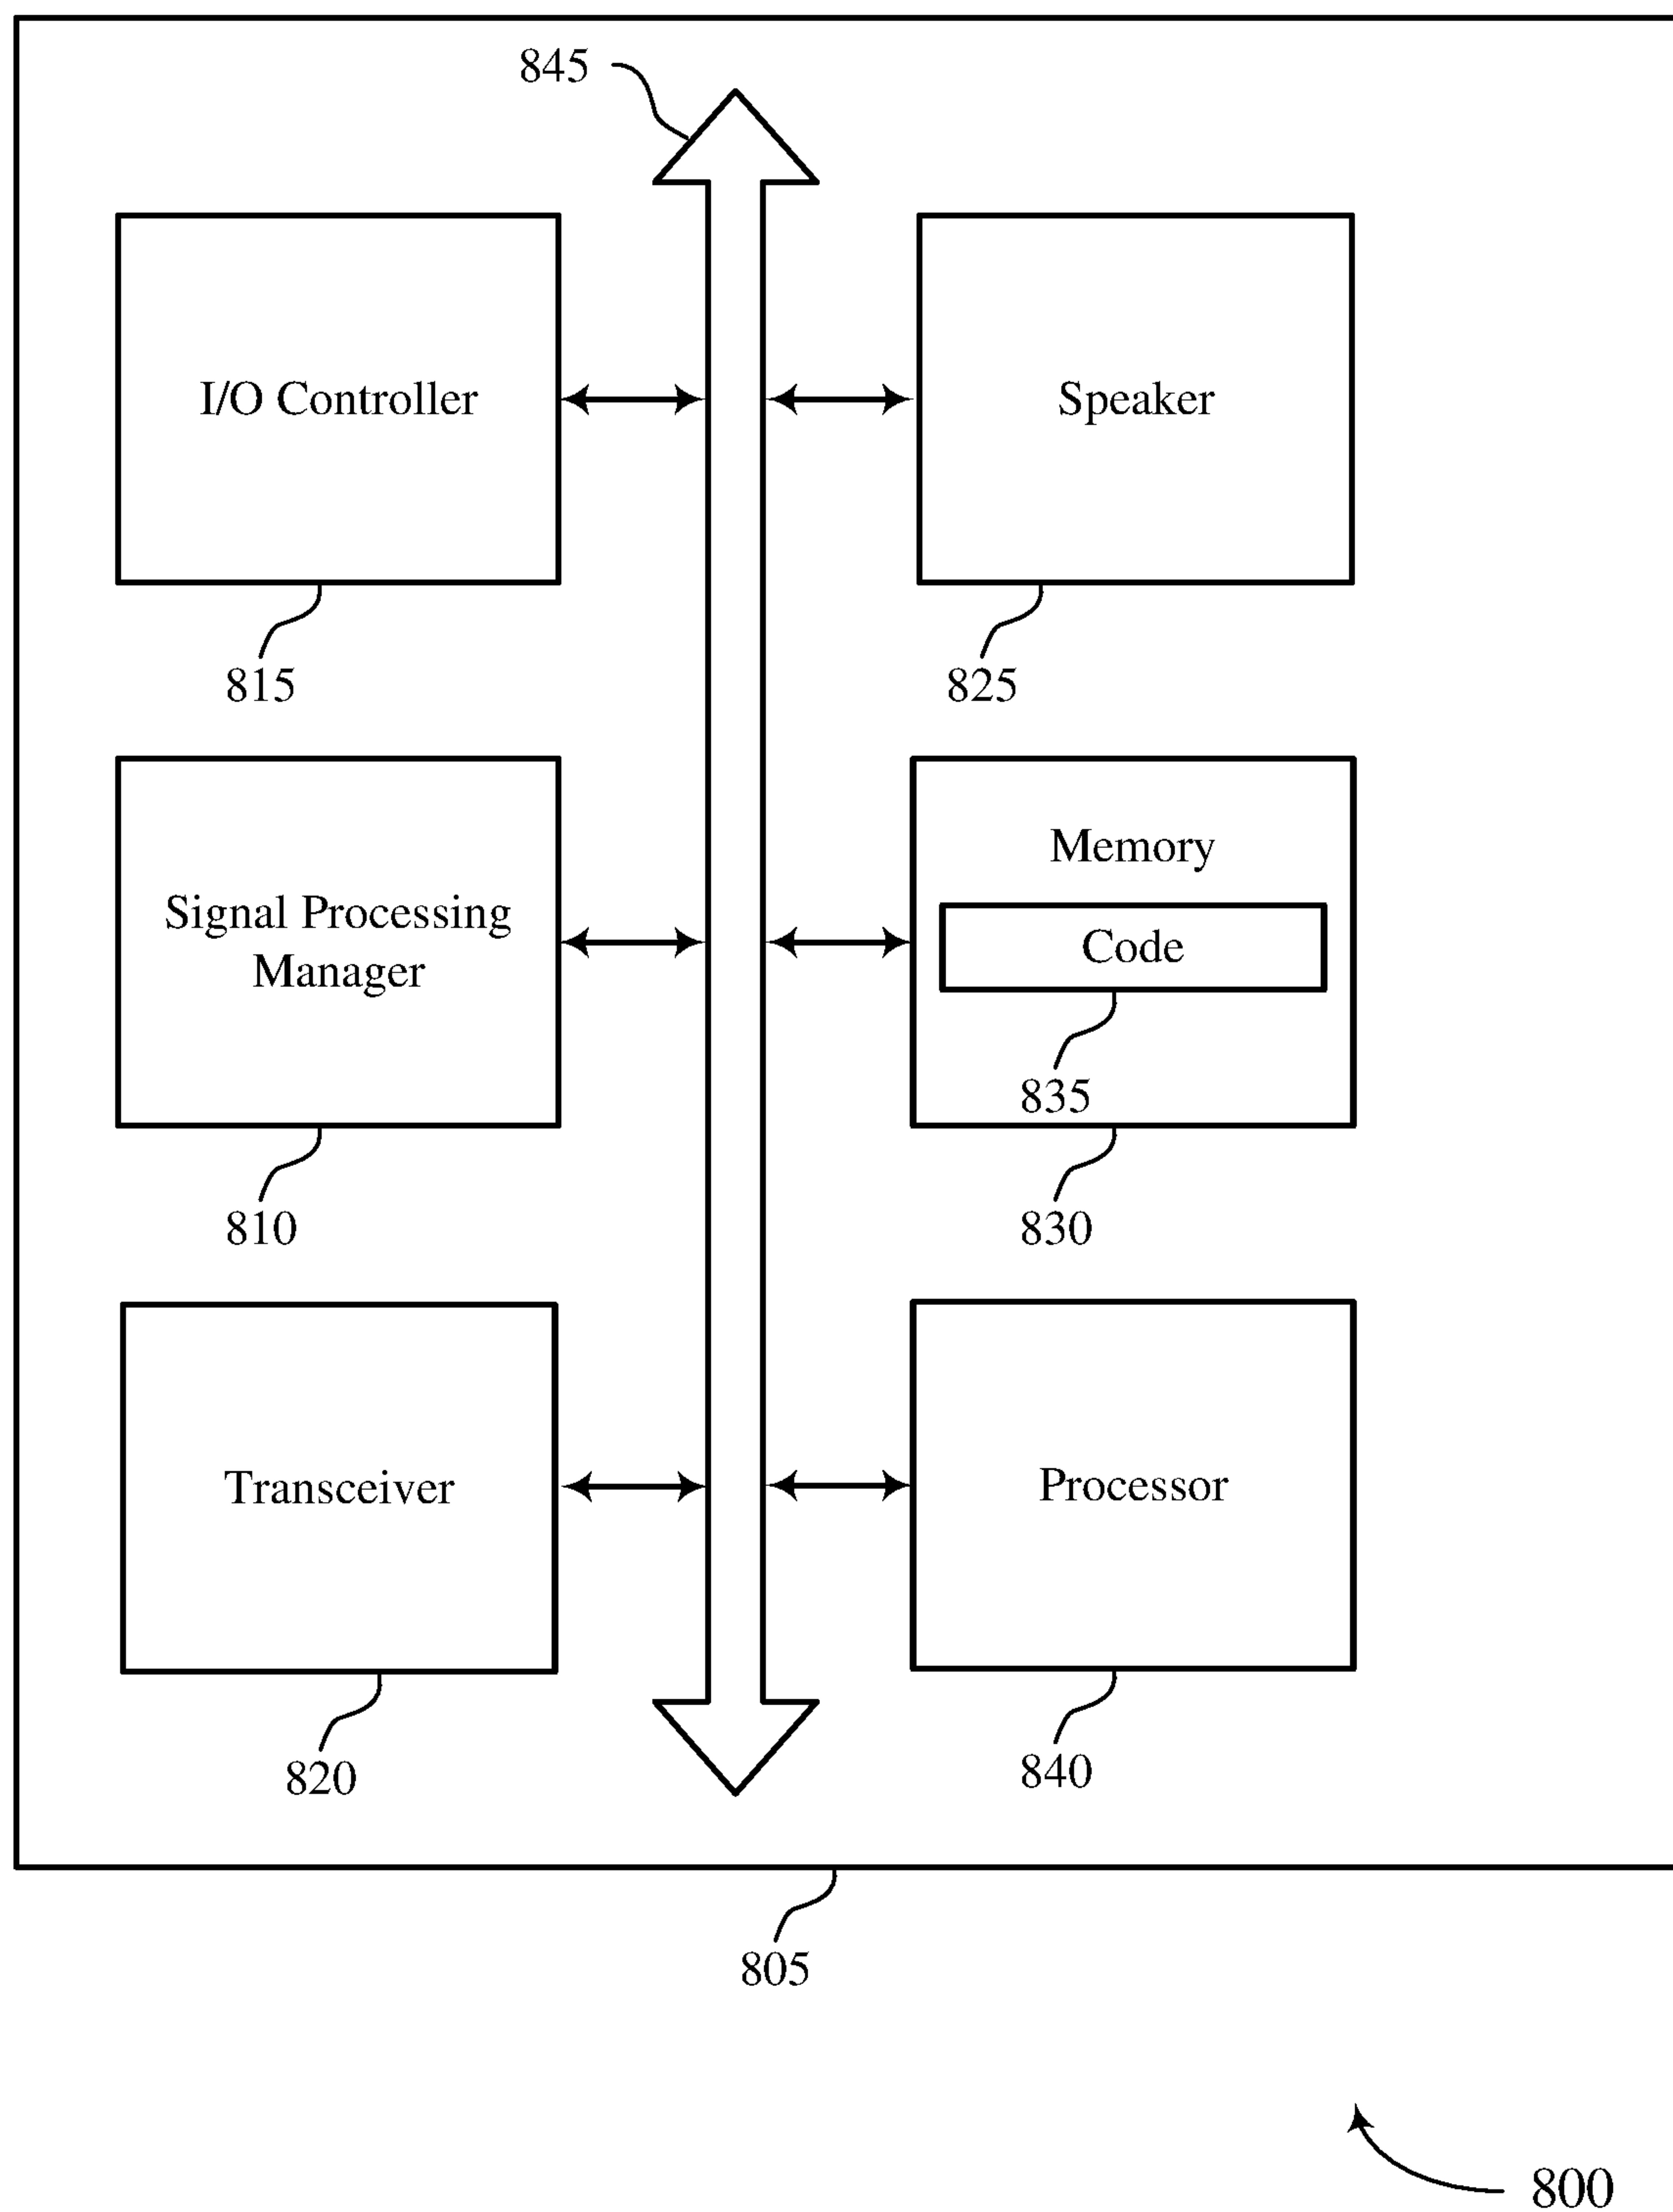 845
I/O Controller
Speaker
815
825
Signal Processing
Manager
Memory
Code
835
810
830
Transceiver
Processor
820
840
805
800